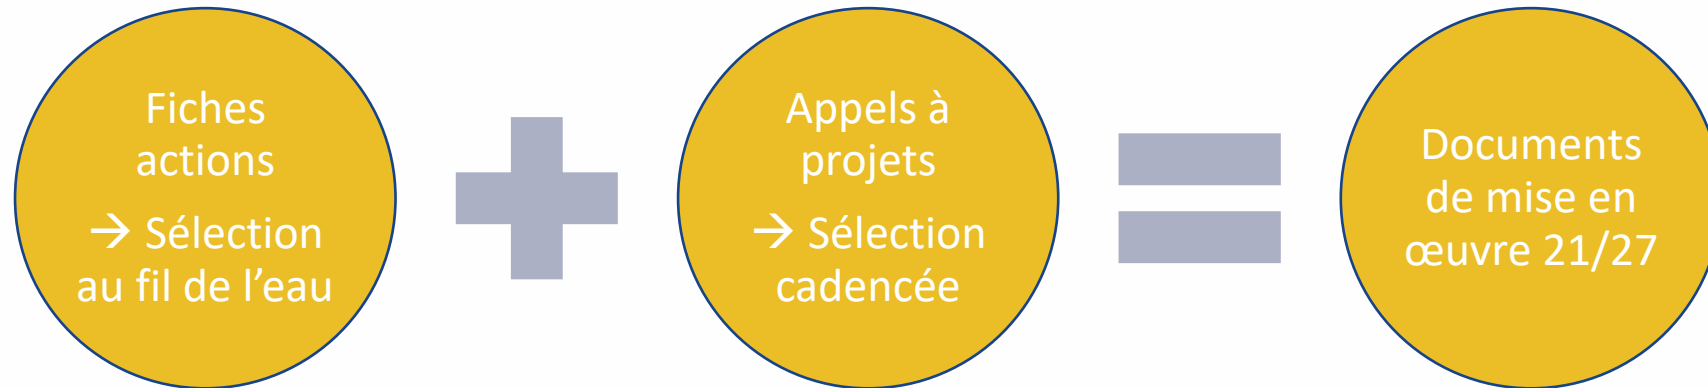 Fiches
actions
→ Sélection
au fil de l’eau
Appels à
projets
→ Sélection
cadencée
Documents
de mise en
œuvre 21/27